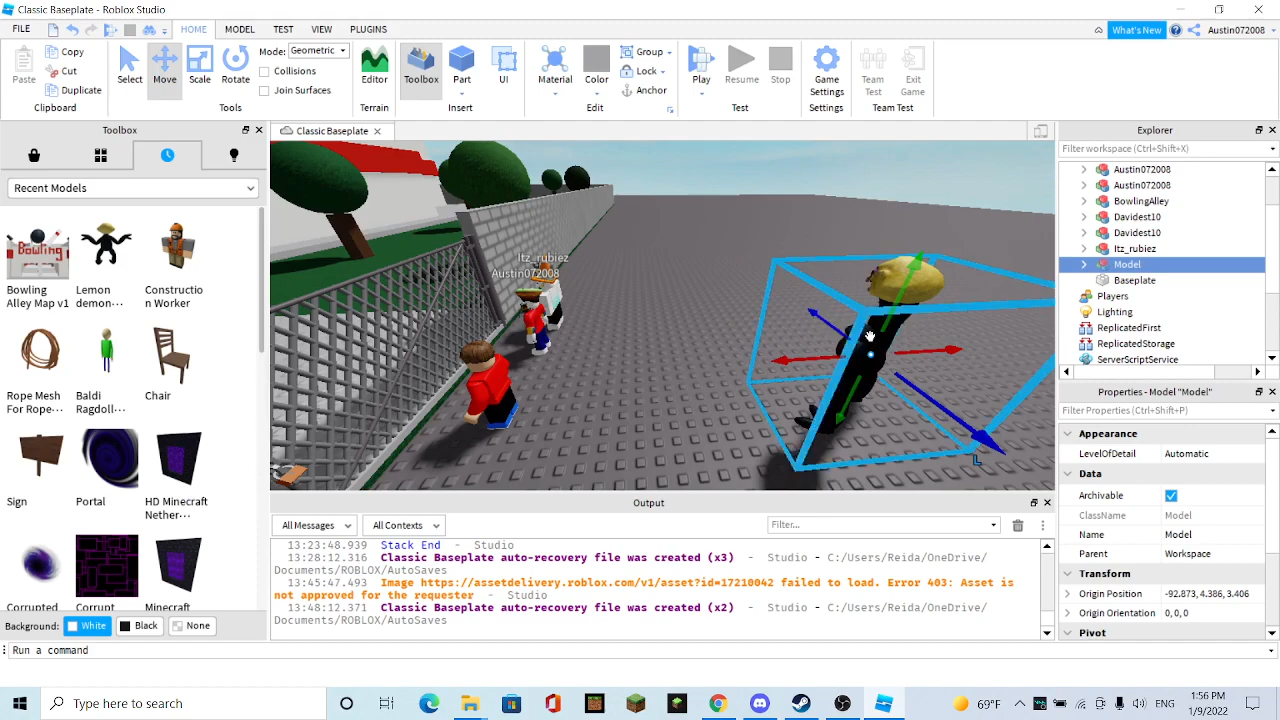 Classic Baseplate - Roblox Studio
FILE HOME MODEL TEST VIEW PLUGINS What's New Austin072008
Paste Copy Cut Duplicate Select Move Scale Rotate Mode: Geometric Collisions Join Surfaces Editor Toolbox Part UI Material Color Group Lock Anchor Play Resume Stop Game Settings Team Test Exit Game
Clipboard Tools Terrain Insert Edit Test Settings Team Test
Toolbox
Recent Models
Bowling Alley Map v1
Lemon demon···
Constructio n Worker
Rope Mesh For Rope···
Baldi Ragdoll···
Chair
Sign
Portal
HD Minecraft Nether···
Corrupted
Corrupt
Minecraft
Background: White Black None
Classic Baseplate
Itz_rubiez
Austin072008
Bowling
L
Output
All Messages All Contexts Filter...
13:23:48.939 Stack End - Studio
13:28:12.316 Classic Baseplate auto-recovery file was created (x3) - Studio - C:/Users/Reida/OneDrive/
Documents/ROBLOX/AutoSaves
13:45:47.493 Image https://assetdelivery.roblox.com/v1/asset?id=17210042 failed to load. Error 403: Asset is
not approved for the requester - Studio
13:48:12.371 Classic Baseplate auto-recovery file was created (x2) - Studio - C:/Users/Reida/OneDrive/
Documents/ROBLOX/AutoSaves
Explorer
Filter workspace (Ctrl+Shift+X)
Austin072008
Austin072008
BowlingAlley
Davidest10
Davidest10
Itz_rubiez
Model
Baseplate
Players
Lighting
ReplicatedFirst
ReplicatedStorage
ServerScriptService
Properties - Model "Model"
Filter Properties (Ctrl+Shift+P)
Appearance
LevelOfDetail Automatic
Data
Archivable
ClassName Model
Name Model
Parent Workspace
Transform
Origin Position -92.873, 4.386, 3.406
Origin Orientation 0, 0, 0
Pivot
Run a command
Type here to search
69°F
ENG
1:56 PM
1/9/2022